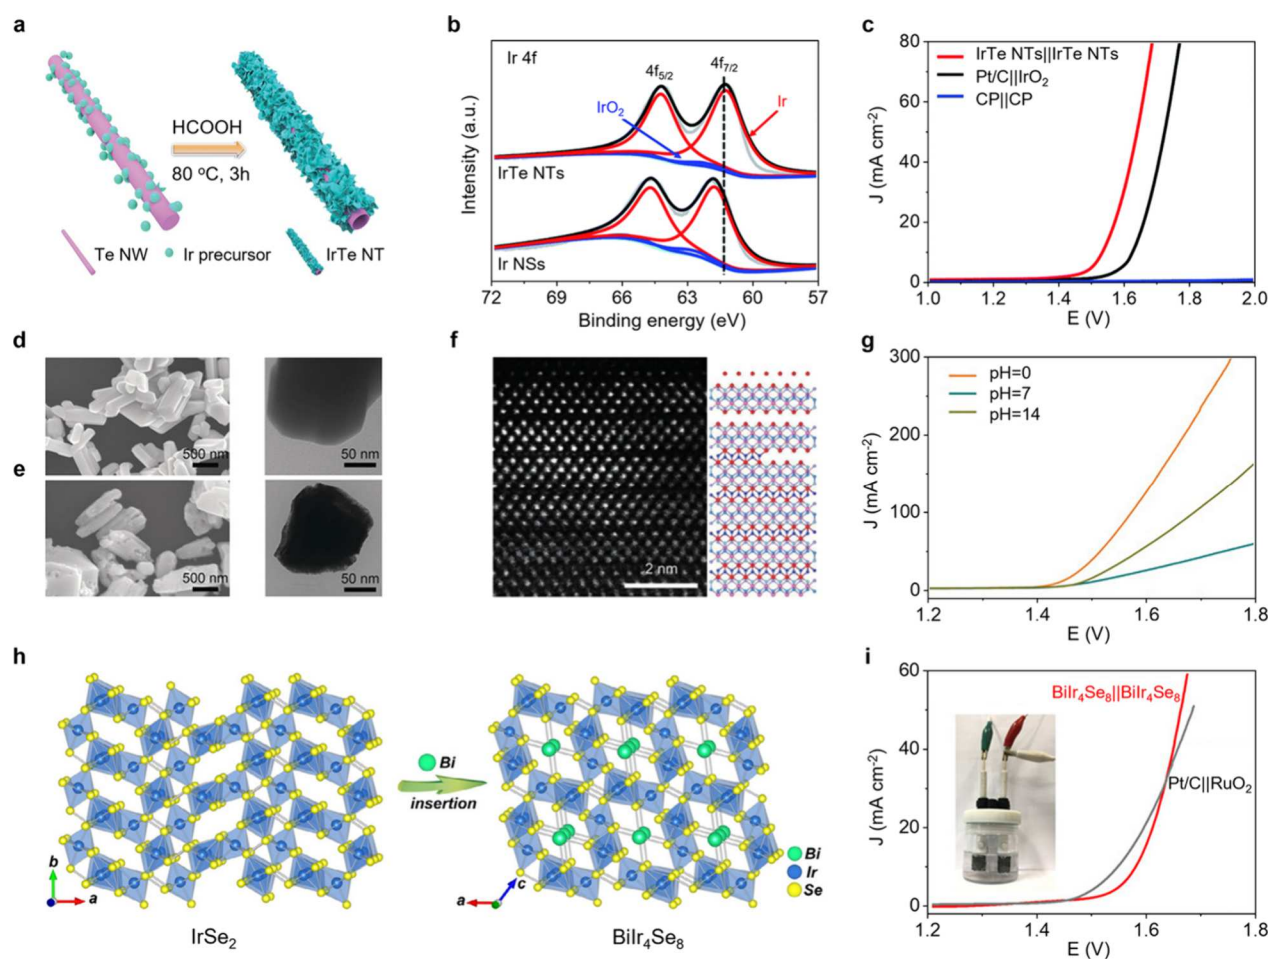 a
HCOOH
80 °C, 3h
Te NW
Ir precursor
IrTe NT
b
Ir 4f
4f5/2
4f7/2
IrO2
Ir
IrTe NTs
Ir NSs
Intensity (a.u.)
72 69 66 63 60 57
Binding energy (eV)
c
IrTe NTs||IrTe NTs
Pt/C||IrO2
CP||CP
J (mA cm-2)
80
60
40
20
0
1.0 1.2 1.4 1.6 1.8 2.0
E (V)
d
500 nm
50 nm
e
500 nm
50 nm
f
2 nm
g
pH=0
pH=7
pH=14
J (mA cm-2)
300
200
100
50
0
1.2 1.4 1.6 1.8
E (V)
h
b
a
IrSe2
Bi
insertion
a
c
Bi
Ir
Se
BiIr4Se8
i
BiIr4Se8||BiIr4Se8
Pt/C||RuO2
J (mA cm-2)
60
40
20
0
1.2 1.4 1.6 1.8
E (V)